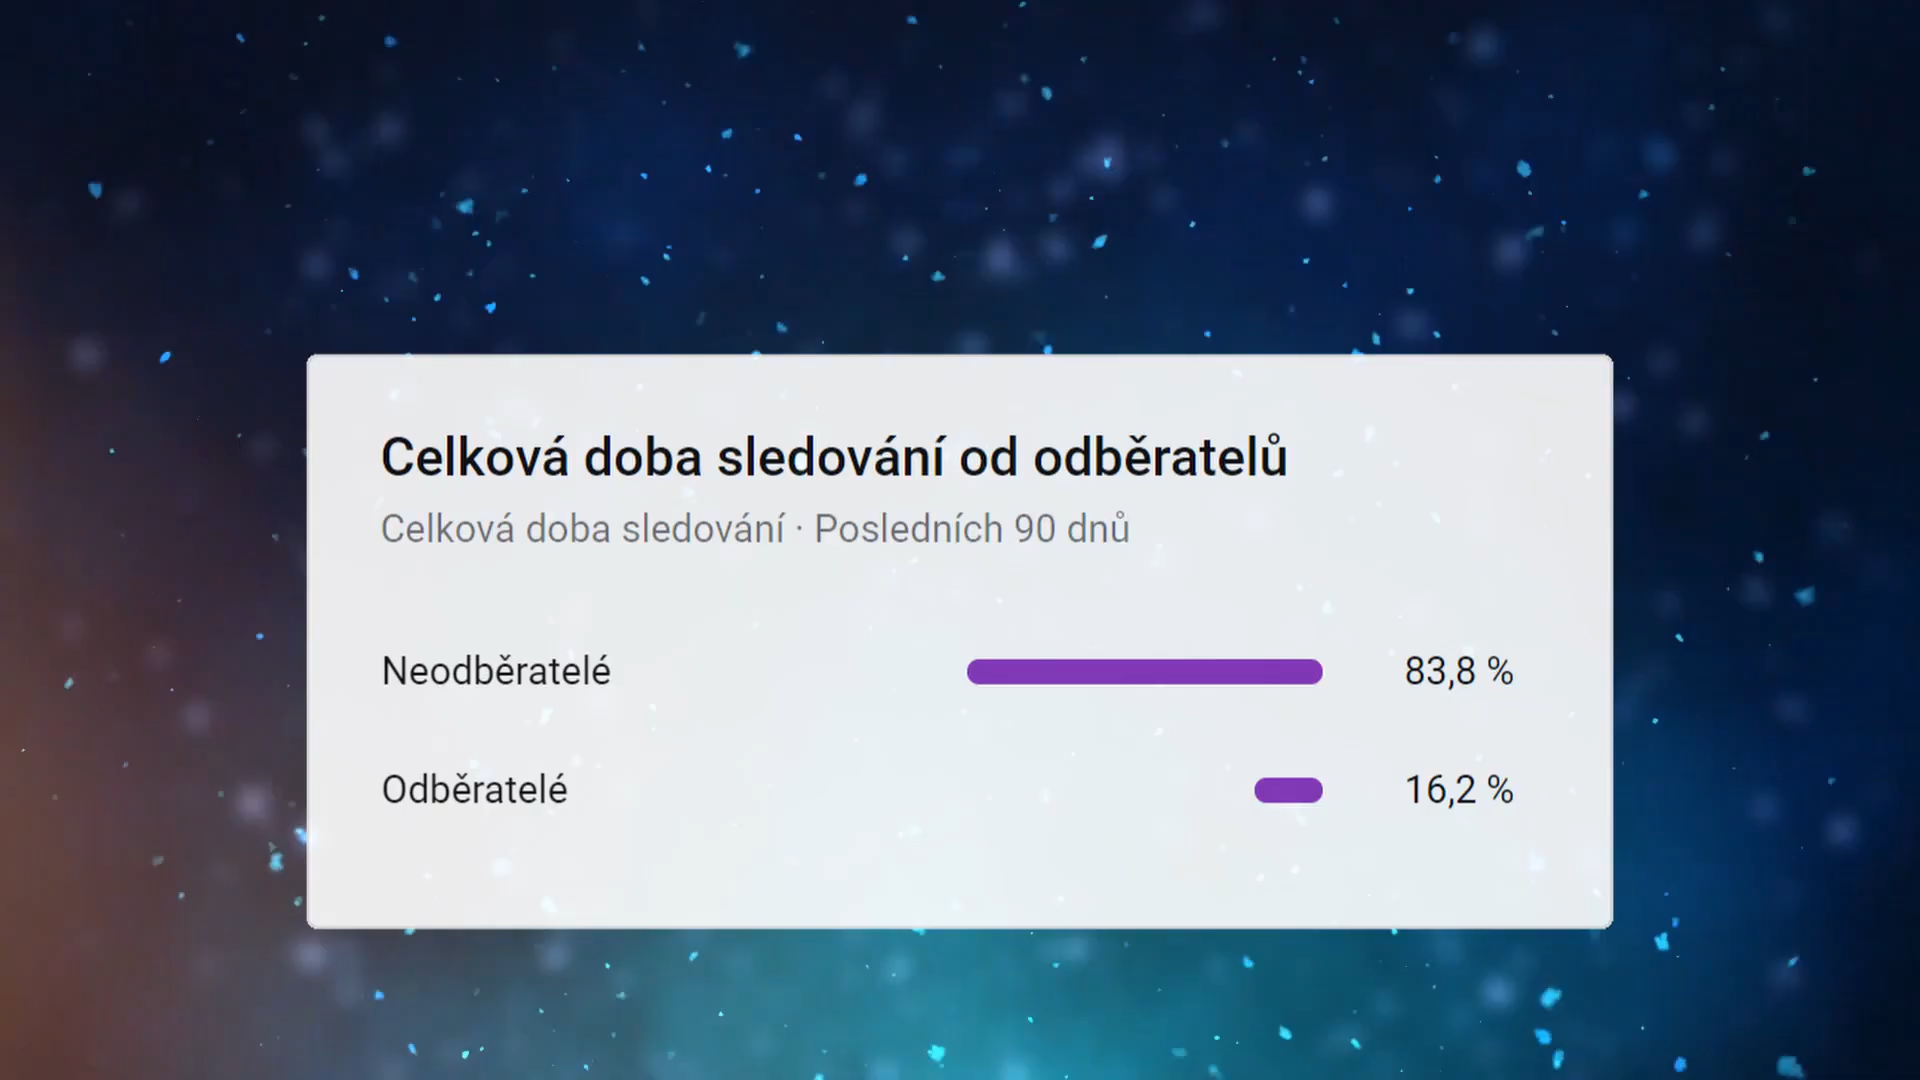 Celková doba sledování od odběratelů
Celková doba sledování · Posledních 90 dnů
Neodběratelé 83,8 %
Odběratelé 16,2 %